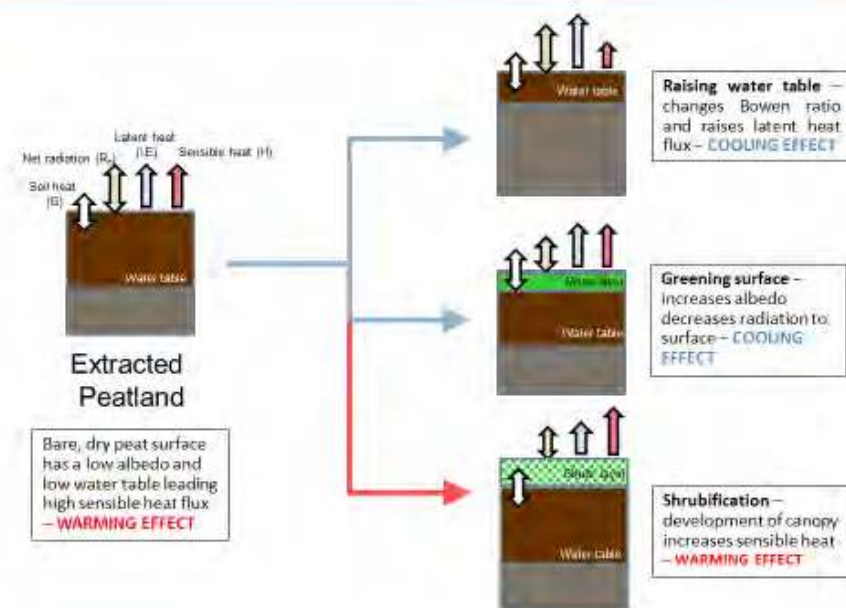 Latent heat
(λE)
Net radiation (Rn)
Sensible heat (H)
Soil heat
(G)
Water table
Extracted
Peatland
Bare, dry peat surface
has a low albedo and
low water table leading
high sensible heat flux
– WARMING EFFECT
Water table
Raising water table –
changes Bowen ratio
and raises latent heat
flux – COOLING EFFECT
Moss layer
Water table
Greening surface –
increases albedo
decreases radiation to
surface – COOLING
EFFECT
Shrub layer
Water table
Shrubification –
development of canopy
increases sensible heat
– WARMING EFFECT